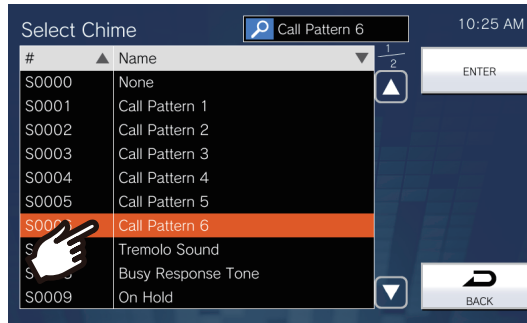 Select Chime
Call Pattern 6
10:25 AM
# Name
1
2
ENTER
S0000 None
S0001 Call Pattern 1
S0002 Call Pattern 2
S0003 Call Pattern 3
S0004 Call Pattern 4
S0005 Call Pattern 5
Call Pattern 6
Tremolo Sound
Busy Response Tone
S0009 On Hold
BACK